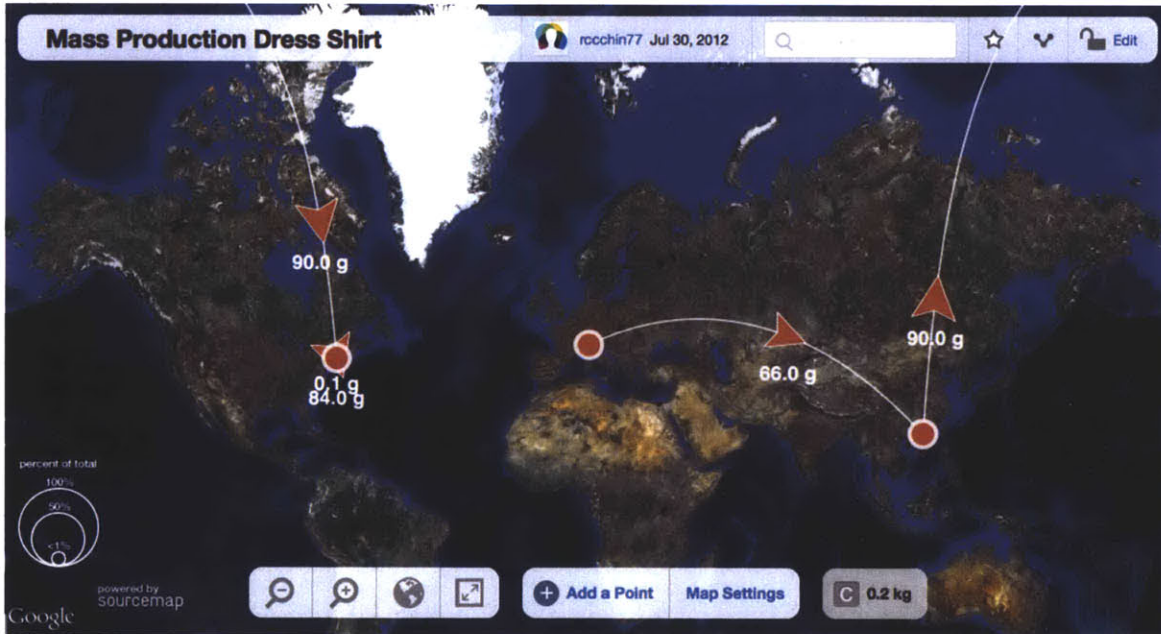 Mass Production Dress Shirt
rccchin77 Jul 30, 2012
Edit
90.0 g
0.1 g
84.0 g
66.0 g
90.0 g
percent of total
100%
50%
<1%
powered by
sourcemap
Google
Add a Point
Map Settings
C 0.2 kg